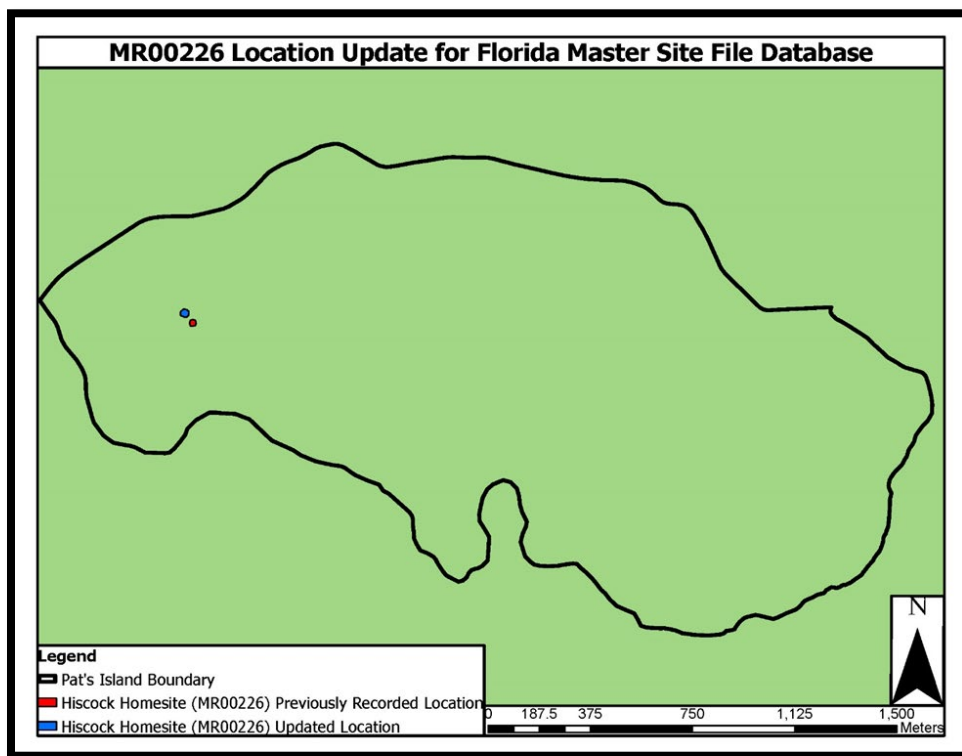 MR00226 Location Update for Florida Master Site File Database
N
Legend
Pat's Island Boundary
Hiscock Homesite (MR00226) Previously Recorded Location
Hiscock Homesite (MR00226) Updated Location
0 187.5 375 750 1,125 1,500
Meters